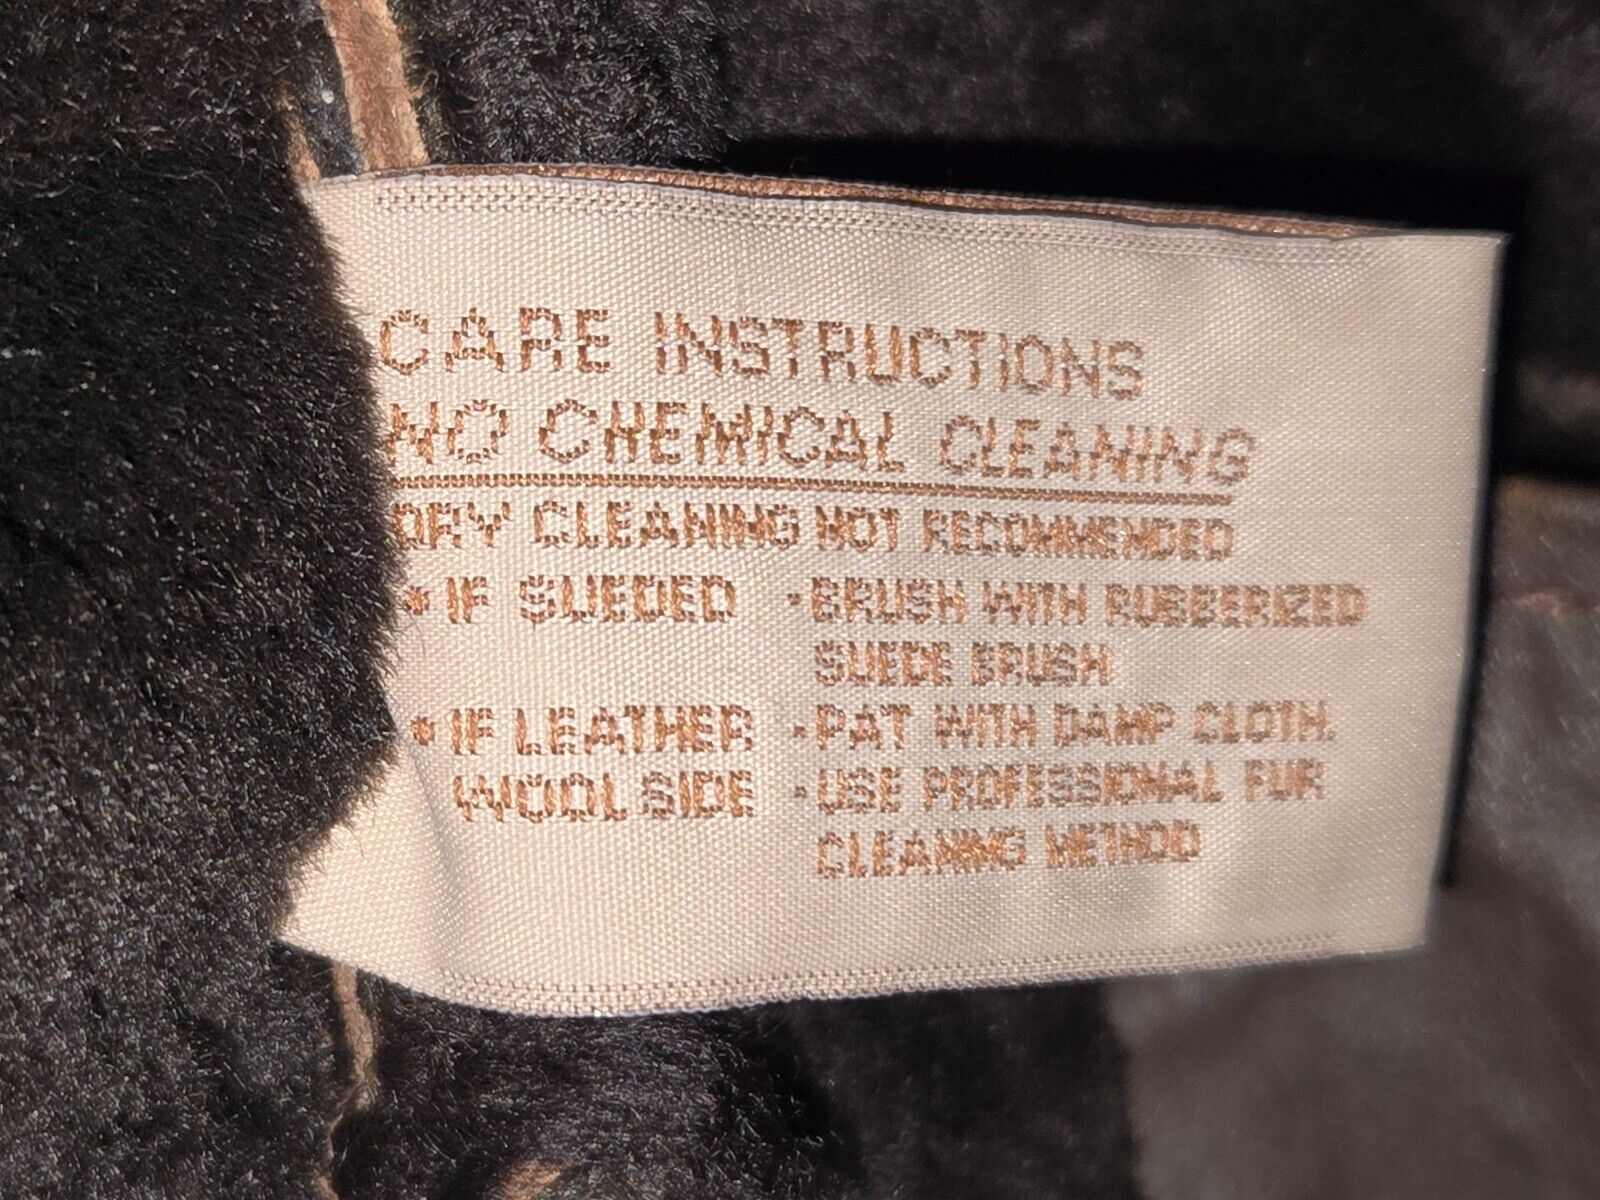 CARE INSTRUCTIONS
NO CHEMICAL CLEANING
DRY CLEANING NOT RECOMMENDED
• IF SUEDED · BRUSH WITH RUBBERIZED
SUEDE BRUSH
• IF LEATHER · PAT WITH DAMP CLOTH.
WOOL SIDE · USE PROFESSIONAL FUR
CLEANING METHOD